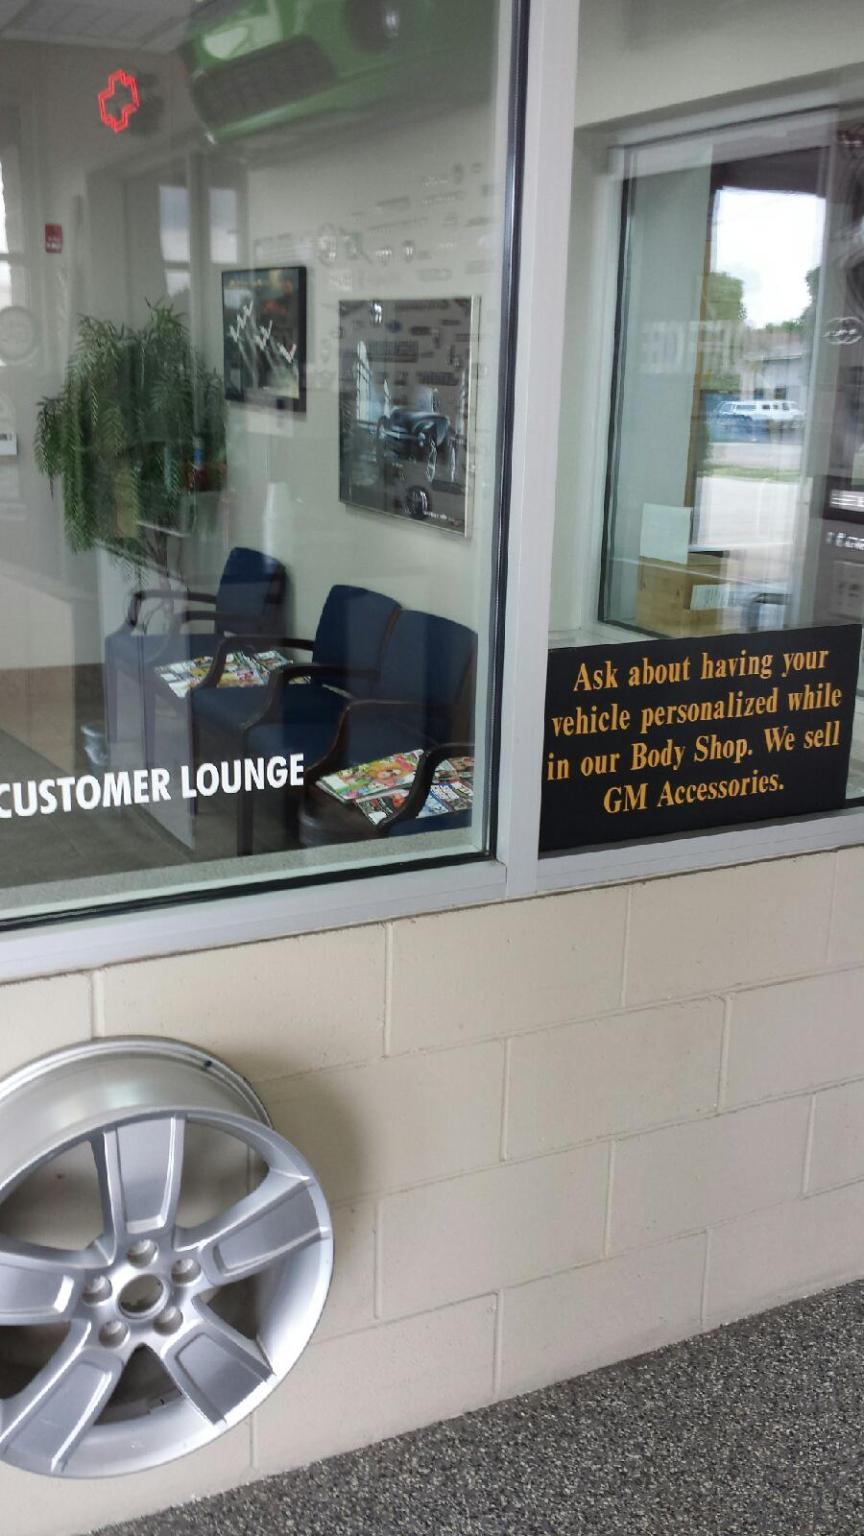 CUSTOMER LOUNGE
Ask about having your
vehicle personalized while
in our Body Shop. We sell
GM Accessories.